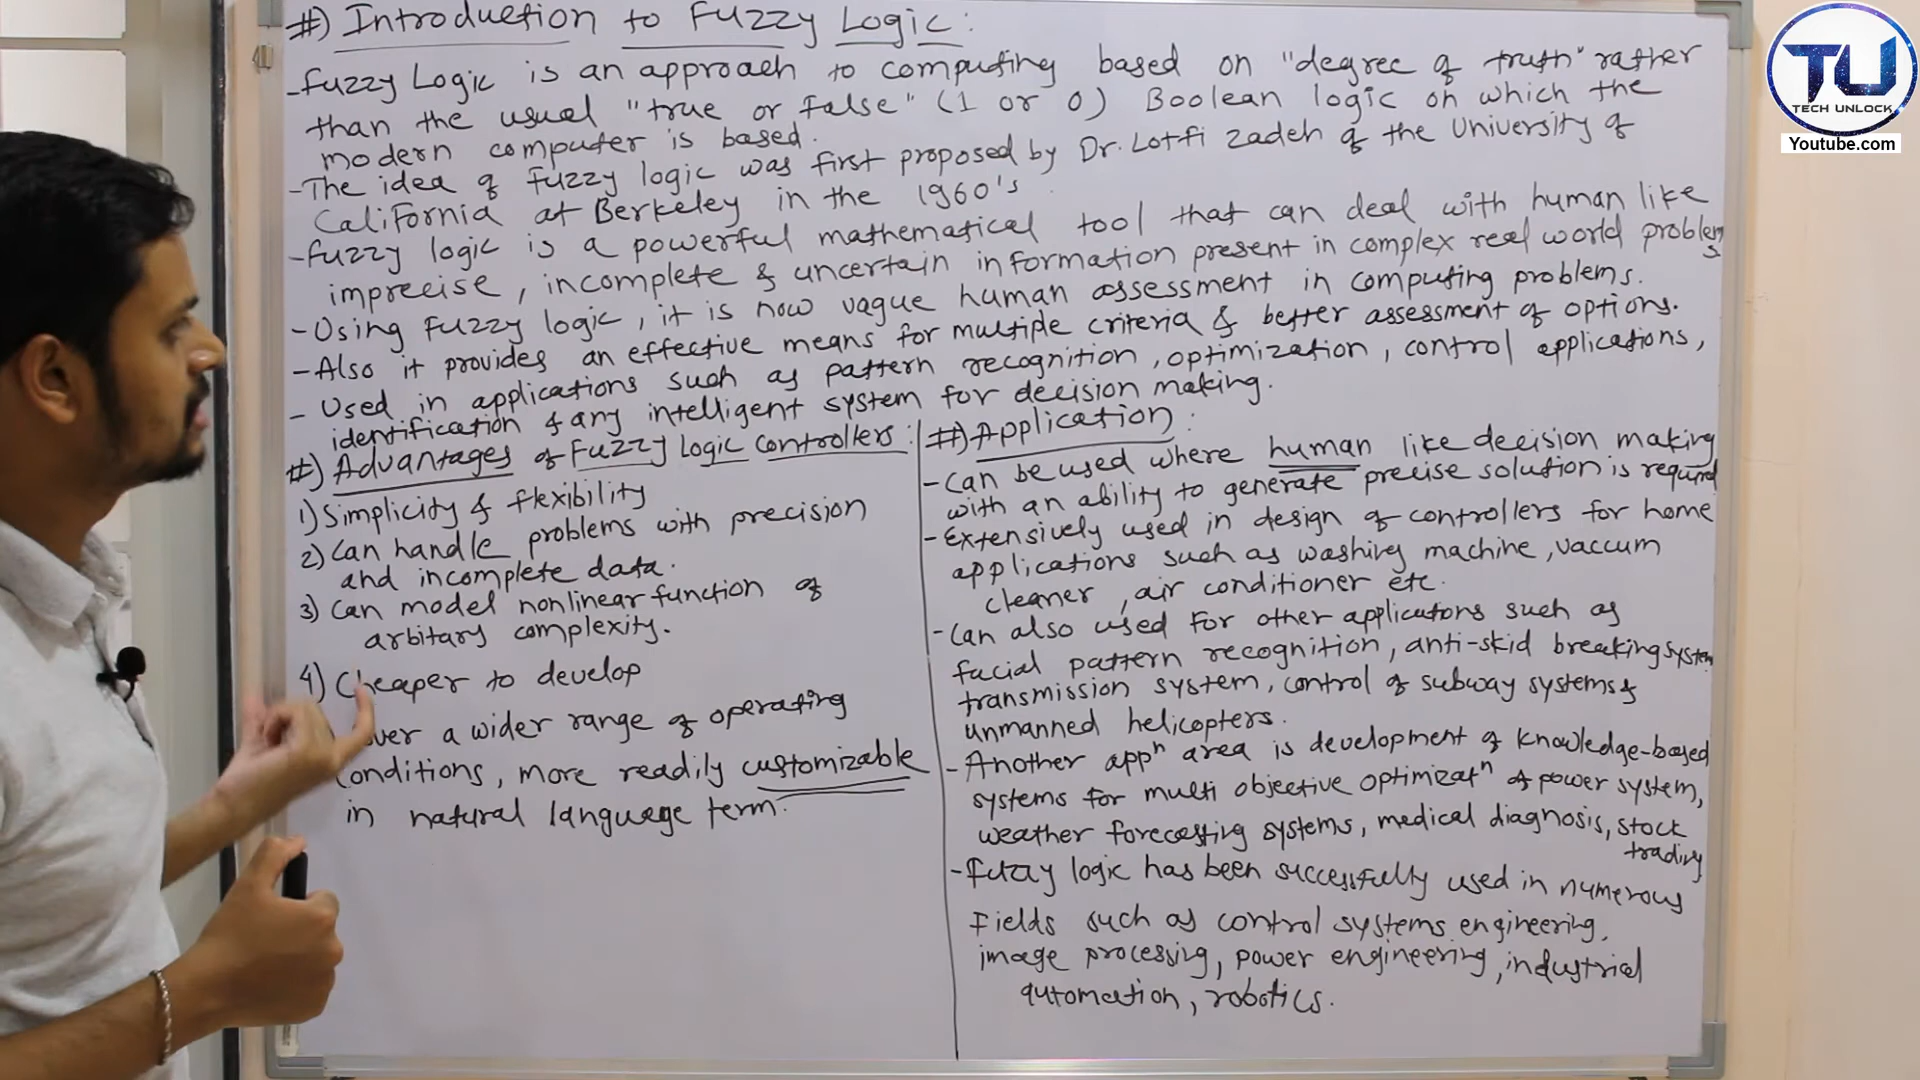 #) Introduction to Fuzzy Logic:
- Fuzzy Logic is an approach to computing based on "degree of truth" rather
than the usual "true or false" (1 or 0) Boolean logic on which the
modern computer is based.
- The idea of fuzzy logic was first proposed by Dr. Lotfi Zadeh of the University of
California at Berkeley in the 1960's.
- Fuzzy logic is a powerful mathematical tool that can deal with human like
imprecise, incomplete & uncertain information present in complex real world problems
- Using Fuzzy logic, it is now vague human assessment in computing problems.
- Also it provides an effective means for multiple criteria & better assessment of options.
- Used in applications such as pattern recognition, optimization, control applications,
identification & any intelligent system for decision making.
#) Advantages of Fuzzy Logic Controllers:
1) Simplicity & flexibility
2) Can handle problems with precision
and incomplete data.
3) Can model nonlinear function of
arbitary complexity.
4) Cheaper to develop
over a wider range of operating
conditions, more readily customizable
in natural language term.
#) Application:
- Can be used where human like decision making
with an ability to generate precise solution is required
- Extensively used in design of controllers for home
applications such as washing machine, vaccum
cleaner, air conditioner etc.
- Can also used for other applications such as
facial pattern recognition, anti-skid breaking system
transmission system, control of subway systems &
unmanned helicopters.
- Another appⁿ area is development of knowledge-based
systems for multi objective optimizatⁿ of power system,
weather forecasting systems, medical diagnosis, stock
trading
- Fuzzy logic has been successfully used in numerous
Fields such as control systems engineering,
image processing, power engineering, industrial
automation, robotics.
TU
TECH UNLOCK
Youtube.com